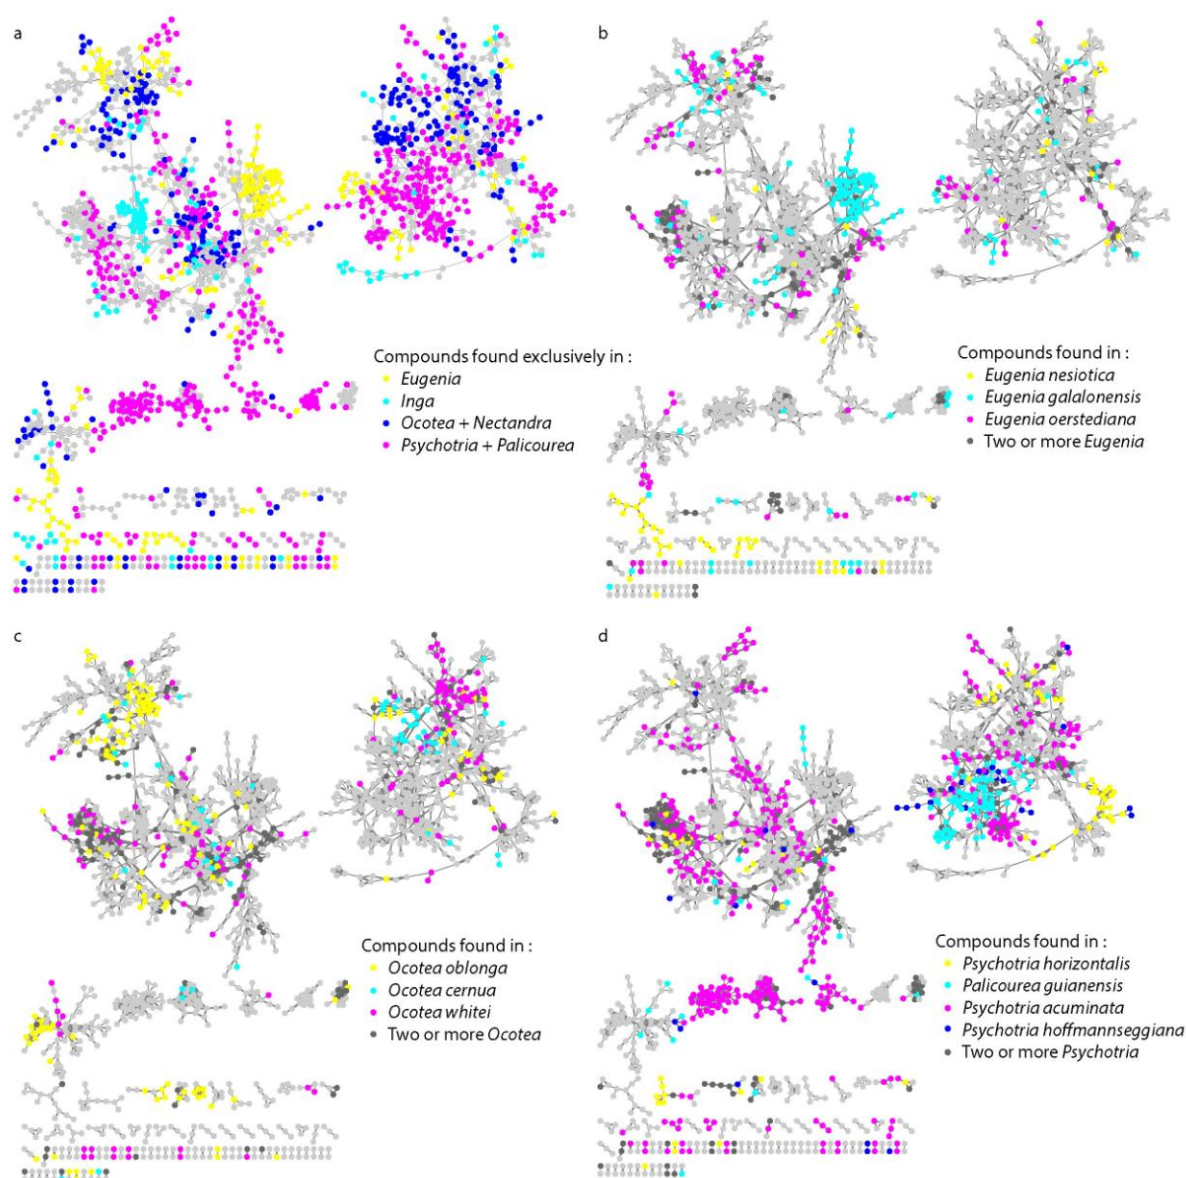 a
b
Compounds found exclusively in :
Eugenia
Inga
Ocotea + Nectandra
Psychotria + Palicourea
Compounds found in :
Eugenia nesiotica
Eugenia galalonensis
Eugenia oerstediana
Two or more Eugenia
c
d
Compounds found in :
Ocotea oblonga
Ocotea cernua
Ocotea whitei
Two or more Ocotea
Compounds found in :
Psychotria horizontalis
Palicourea guianensis
Psychotria acuminata
Psychotria hoffmannseggiana
Two or more Psychotria